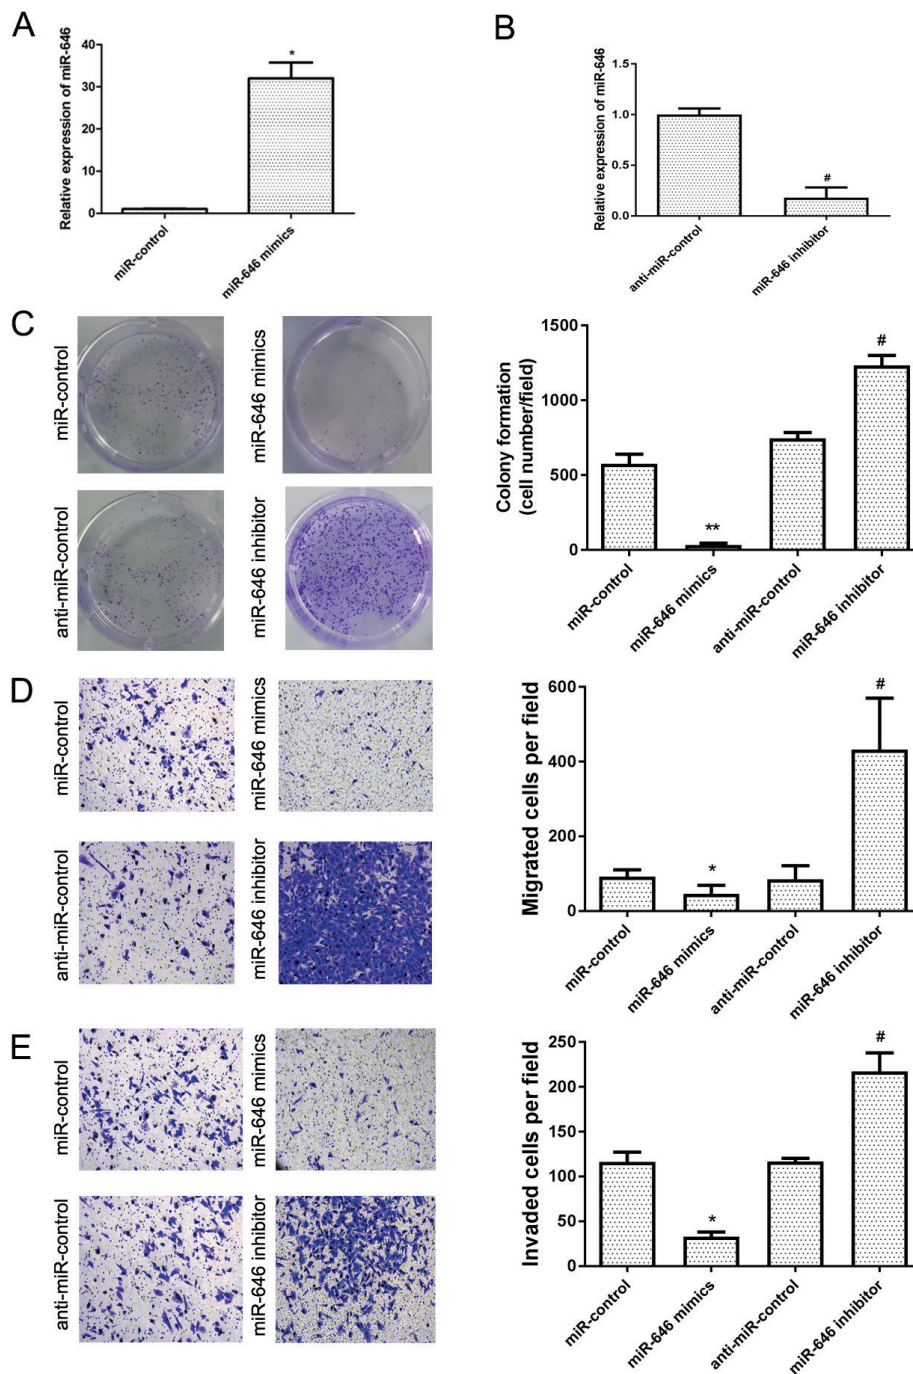 A
Relative expression of miR-646
40
30
20
10
0
*
miR-control
miR-646 mimics
B
Relative expression of miR-646
1.5
1.0
0.5
0.0
#
anti-miR-control
miR-646 inhibitor
C
miR-control
miR-646 mimics
anti-miR-control
miR-646 inhibitor
Colony formation
(cell number/field)
1500
1000
500
0
**
#
miR-control
miR-646 mimics
anti-miR-control
miR-646 inhibitor
D
miR-control
miR-646 mimics
anti-miR-control
miR-646 inhibitor
Migrated cells per field
600
400
200
0
*
#
miR-control
miR-646 mimics
anti-miR-control
miR-646 inhibitor
E
miR-control
miR-646 mimics
anti-miR-control
miR-646 inhibitor
Invaded cells per field
250
200
150
100
50
0
*
#
miR-control
miR-646 mimics
anti-miR-control
miR-646 inhibitor